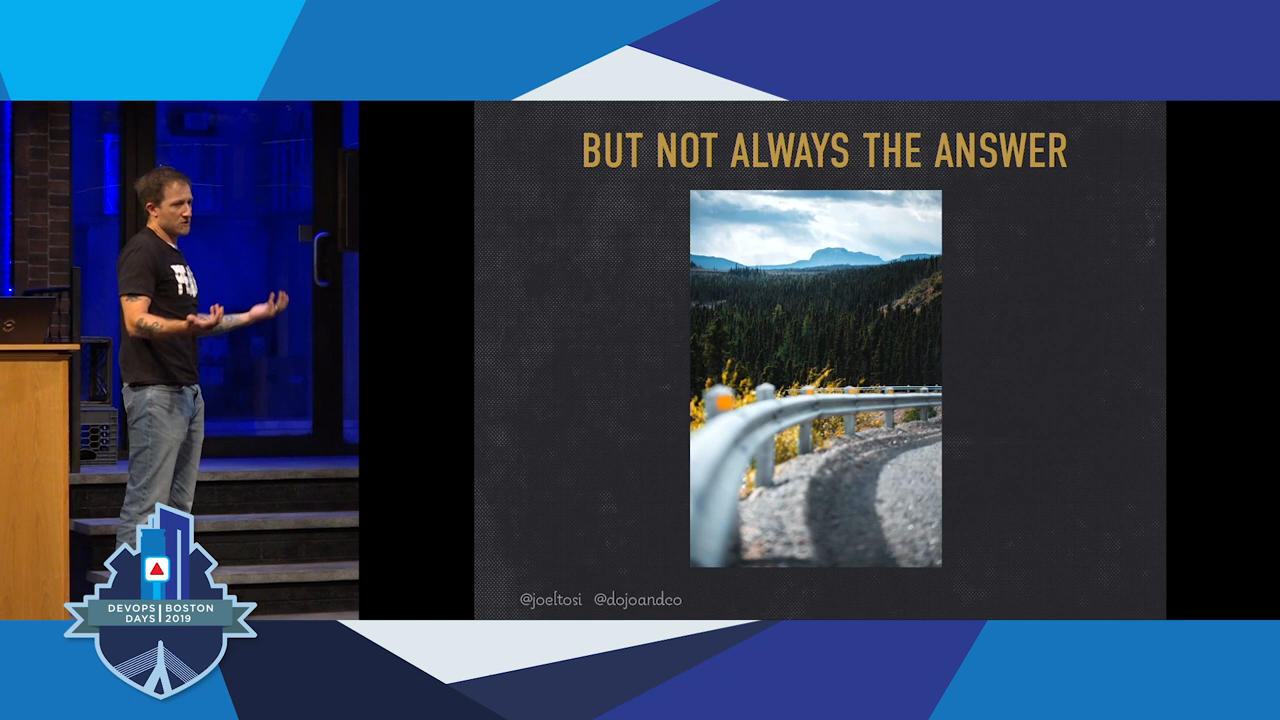 BUT NOT ALWAYS THE ANSWER
@joeltosi @dojoandco
DEVOPS BOSTON
DAYS 2019